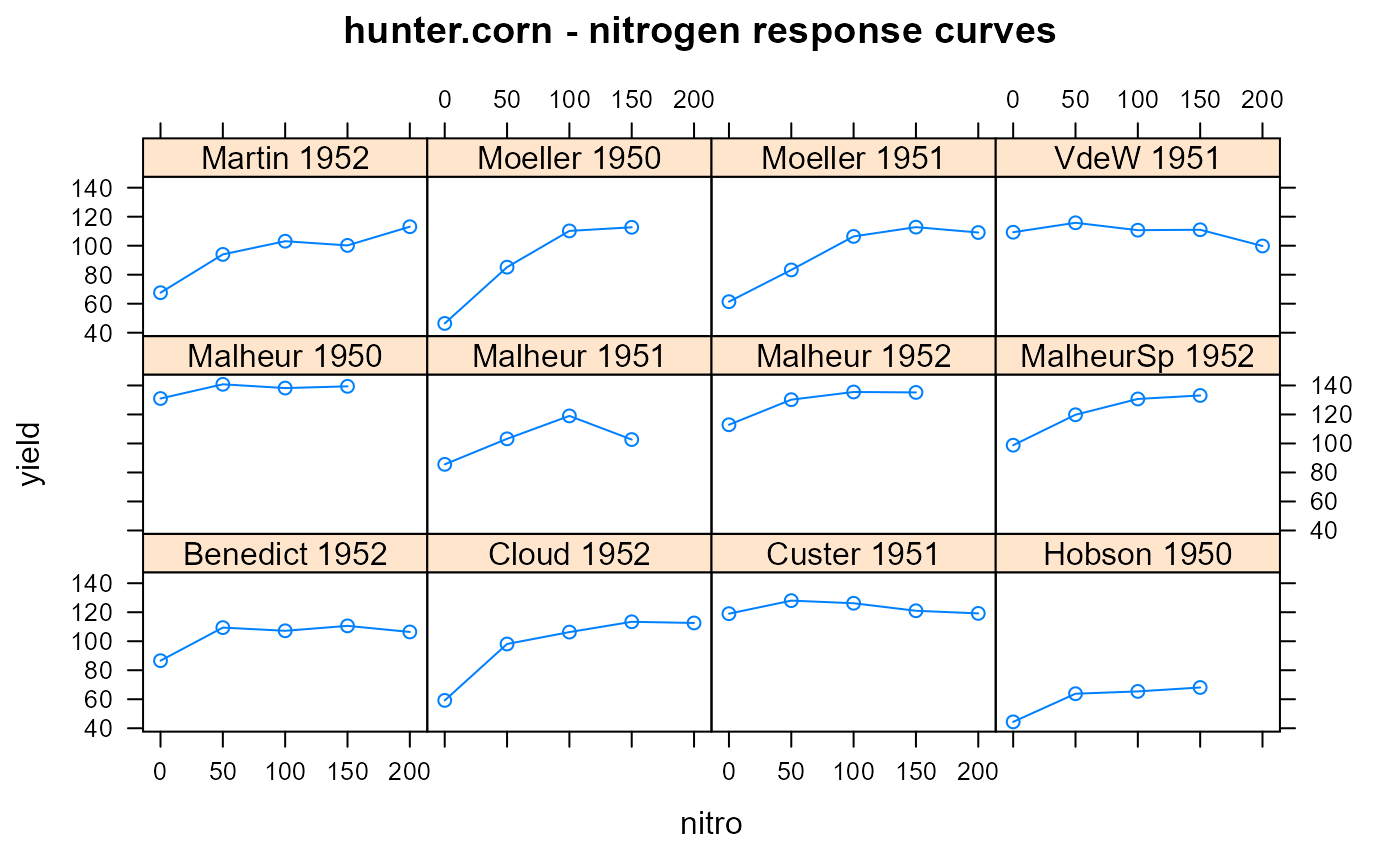 hunter.corn - nitrogen response curves
0 50 100 150 200 0 50 100 150 200
Martin 1952 Moeller 1950 Moeller 1951 VdeW 1951
140
120
100
80
60
40
Malheur 1950 Malheur 1951 Malheur 1952 MalheurSp 1952
140
120
100
80
60
40
yield
Benedict 1952 Cloud 1952 Custer 1951 Hobson 1950
140
120
100
80
60
40
0 50 100 150 200 0 50 100 150 200
nitro